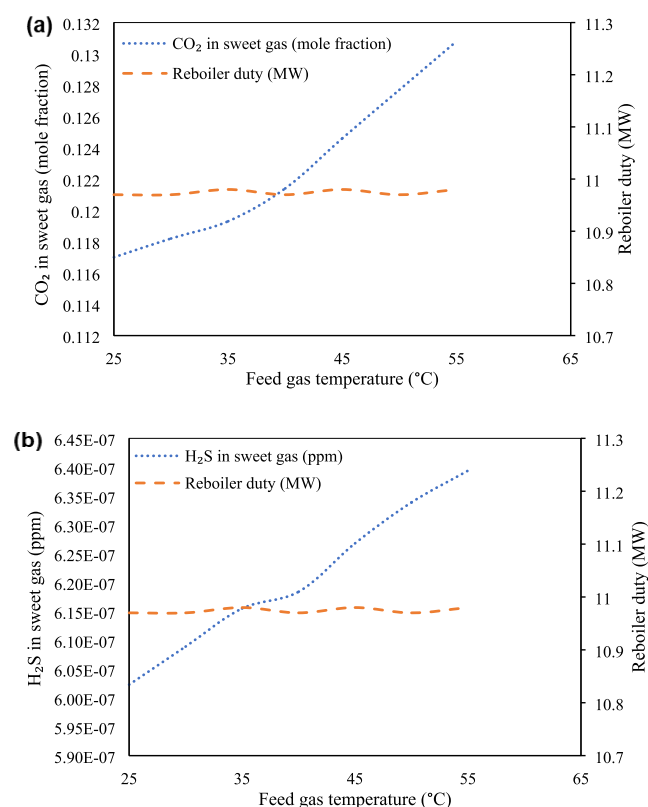 (a)
CO₂ in sweet gas (mole fraction)
Reboiler duty (MW)
0.132
0.13
0.128
0.126
0.124
0.122
0.12
0.118
0.116
0.114
0.112
CO₂ in sweet gas (mole fraction)
11.3
11.2
11.1
11
10.9
10.8
10.7
Reboiler duty (MW)
25 35 45 55 65
Feed gas temperature (°C)
(b)
H₂S in sweet gas (ppm)
Reboiler duty (MW)
6.45E-07
6.40E-07
6.35E-07
6.30E-07
6.25E-07
6.20E-07
6.15E-07
6.10E-07
6.05E-07
6.00E-07
5.95E-07
5.90E-07
H₂S in sweet gas (ppm)
11.3
11.2
11.1
11
10.9
10.8
10.7
Reboiler duty (MW)
25 35 45 55 65
Feed gas temperature (°C)